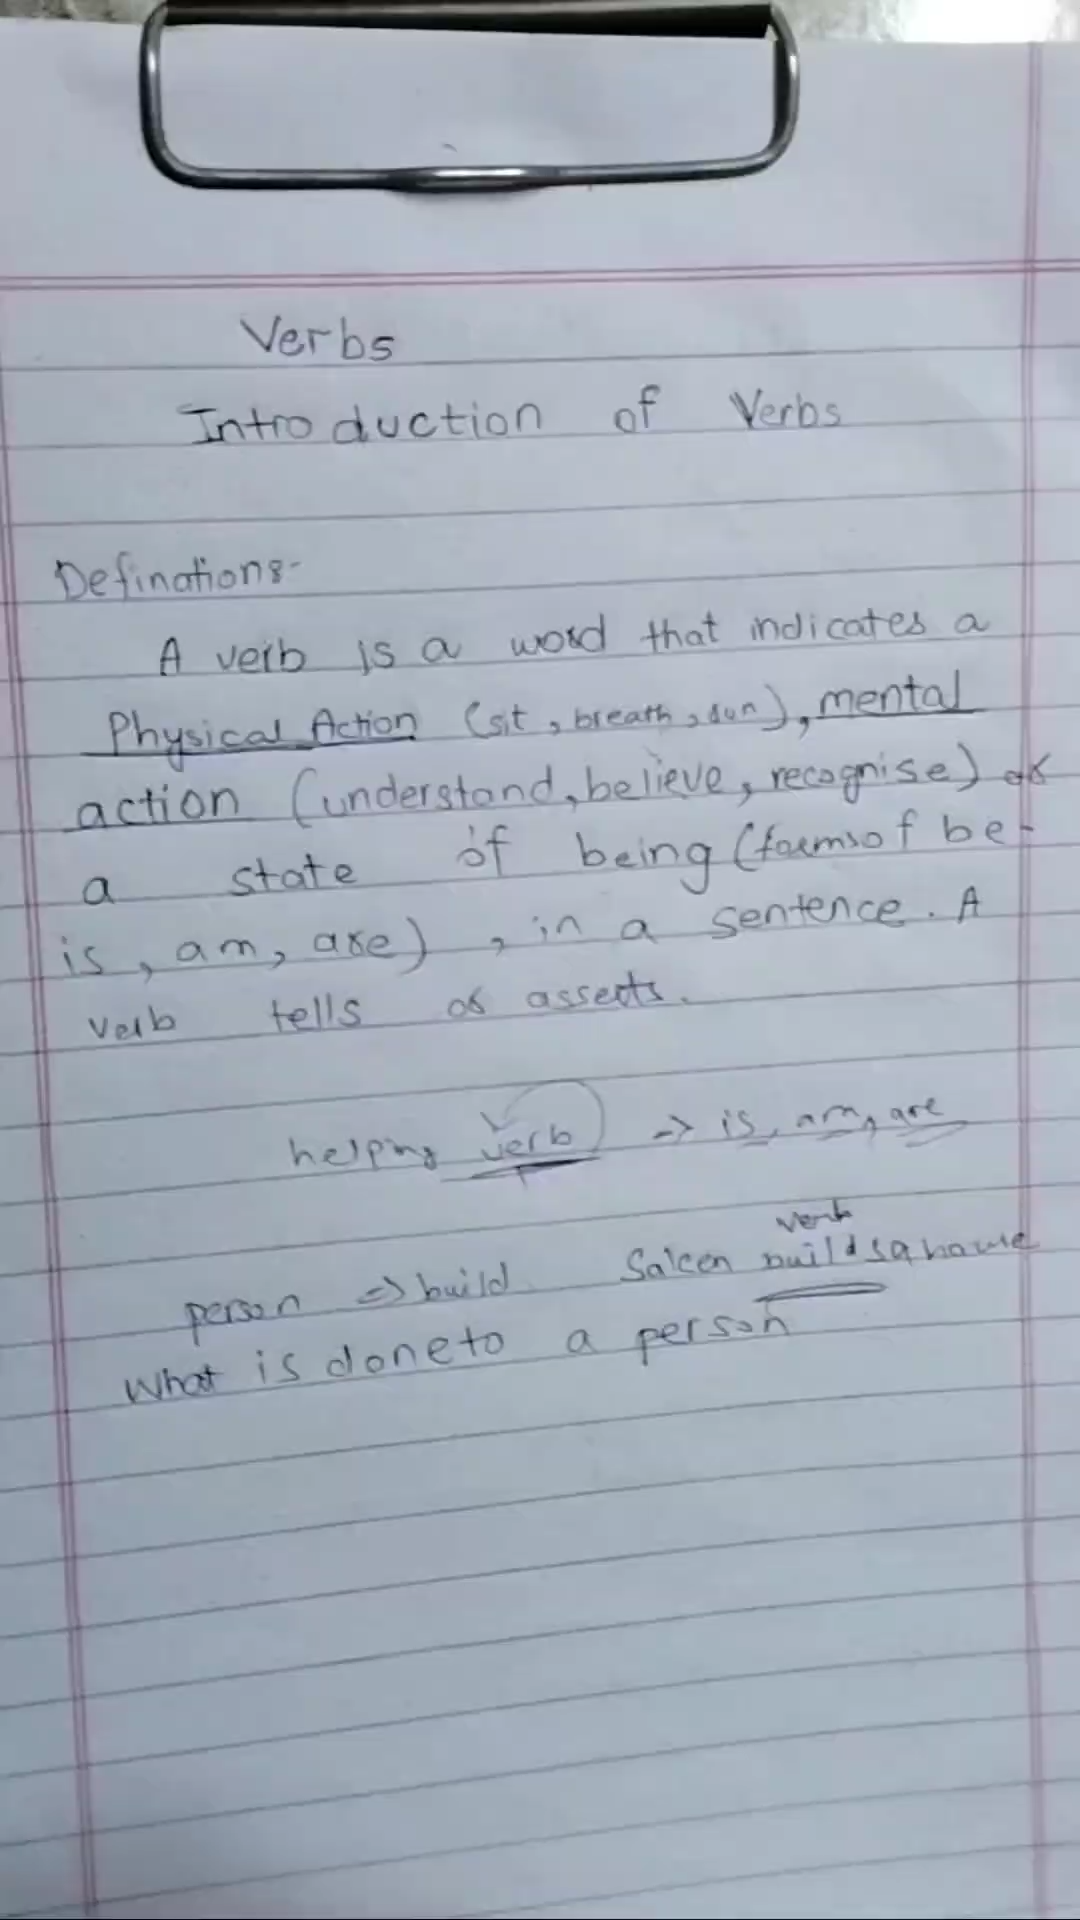 Verbs
Introduction of Verbs
Definations-
A verb is a word that indicates a
Physical Action (sit, breath, run), mental
action (understand, believe, recognise) or
a state of being (forms of be-
is, am, are) , in a sentence. A
verb tells or asserts.
helping verb => is, am, are
verb
person => build Saleen builds a house
What is done to a person